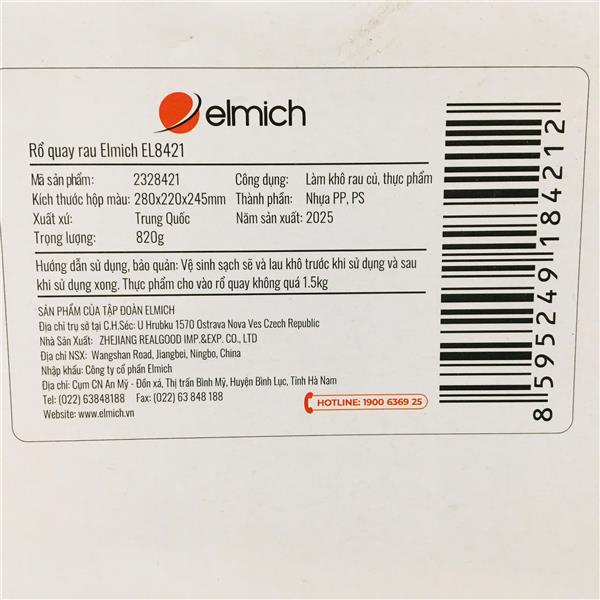 elmich
Rổ quay rau Elmich EL8421
Mã sản phẩm: 2328421 Công dụng: Làm khô rau củ, thực phẩm
Kích thước hộp màu: 280x220x245mm Thành phần: Nhựa PP, PS
Xuất xứ: Trung Quốc Năm sản xuất: 2025
Trọng lượng: 820g
Hướng dẫn sử dụng, bảo quản: Vệ sinh sạch sẽ và lau khô trước khi sử dụng và sau
khi sử dụng xong. Thực phẩm cho vào rổ quay không quá 1.5kg
SẢN PHẨM CỦA TẬP ĐOÀN ELMICH
Địa chỉ trụ sở tại C.H.Séc: U Hrubku 1570 Ostrava Nova Ves Czech Republic
Nhà Sản Xuất: ZHEJIANG REALGOOD IMP.&EXP. CO., LTD
Địa chỉ NSX: Wangshan Road, Jiangbei, Ningbo, China
Nhập khẩu: Công ty cổ phần Elmich
Địa chỉ: Cụm CN An Mỹ - Đồn xá, Thị trấn Bình Mỹ, Huyện Bình Lục, Tỉnh Hà Nam
Tel: (022) 63848188 Fax: (022) 63 848 188
Website: www.elmich.vn
HOTLINE: 1900 6369 25
8595249184212